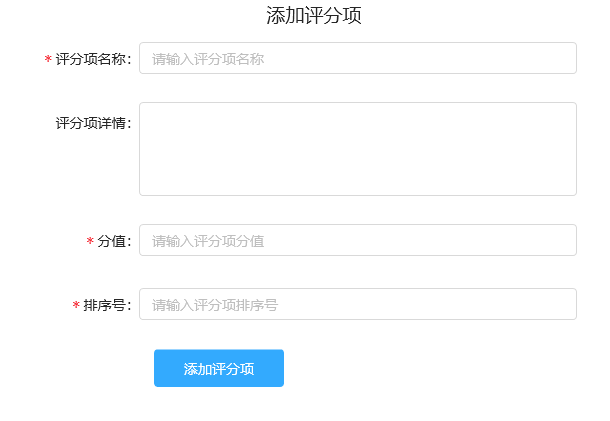 添加评分项
* 评分项名称： 请输入评分项名称
评分项详情：
* 分值： 请输入评分项分值
* 排序号： 请输入评分项排序号
添加评分项